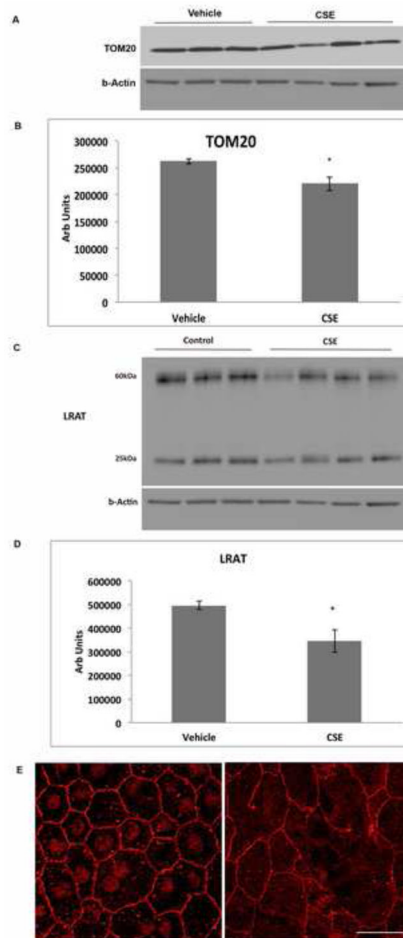 A
Vehicle CSE
TOM20
b-Actin
B
TOM20
300000
250000
200000
150000
100000
50000
0
Arb Units
*
Vehicle CSE
C
Control CSE
60kDa
LRAT
25kDa
b-Actin
D
LRAT
600000
500000
400000
300000
200000
100000
0
Arb Units
*
Vehicle CSE
E